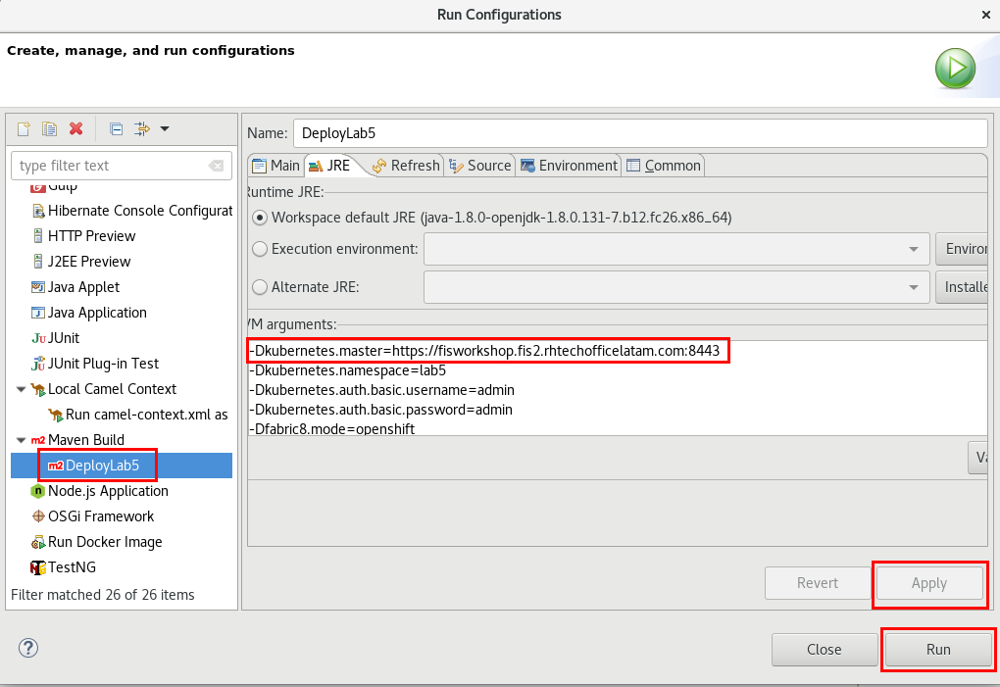 Run Configurations
Create, manage, and run configurations
type filter text
Gulp
Hibernate Console Configurat
HTTP Preview
J2EE Preview
Java Applet
Java Application
JUnit
JUnit Plug-in Test
Local Camel Context
Run camel-context.xml as
Maven Build
DeployLab5
Node.js Application
OSGi Framework
Run Docker Image
TestNG
Filter matched 26 of 26 items
Name: DeployLab5
Main JRE Refresh Source Environment Common
Runtime JRE:
Workspace default JRE (java-1.8.0-openjdk-1.8.0.131-7.b12.fc26.x86_64)
Execution environment: Enviror
Alternate JRE: Installe
VM arguments:
-Dkubernetes.master=https://fisworkshop.fis2.rhtechofficelatam.com:8443
-Dkubernetes.namespace=lab5
-Dkubernetes.auth.basic.username=admin
-Dkubernetes.auth.basic.password=admin
-Dfabric8.mode=openshift
Va
Revert Apply
Close Run